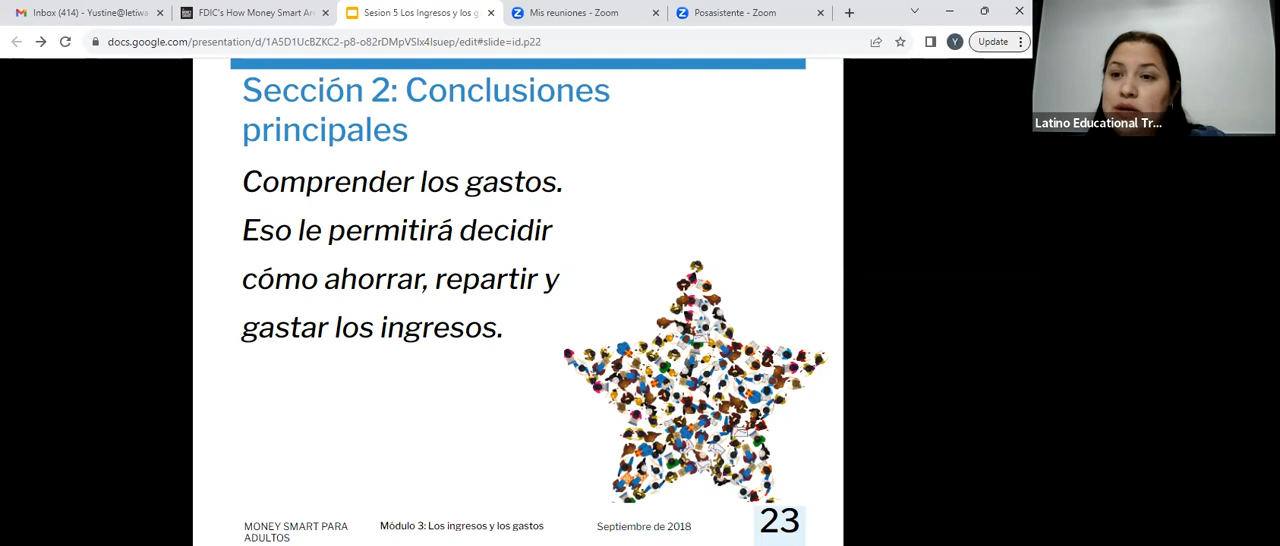 Inbox (414) - Yustine@letiwa
FDIC's How Money Smart Are
Sesion 5 Los Ingresos y los g
Mis reuniones - Zoom
Posasistente - Zoom
docs.google.com/presentation/d/1A5D1UcBZKC2-p8-o82rDMpVSIx4Isuep/edit#slide=id.p22
Y
Update
Latino Educational Tr...
Sección 2: Conclusiones
principales
Comprender los gastos.
Eso le permitirá decidir
cómo ahorrar, repartir y
gastar los ingresos.
MONEY SMART PARA
ADULTOS
Módulo 3: Los ingresos y los gastos
Septiembre de 2018
23